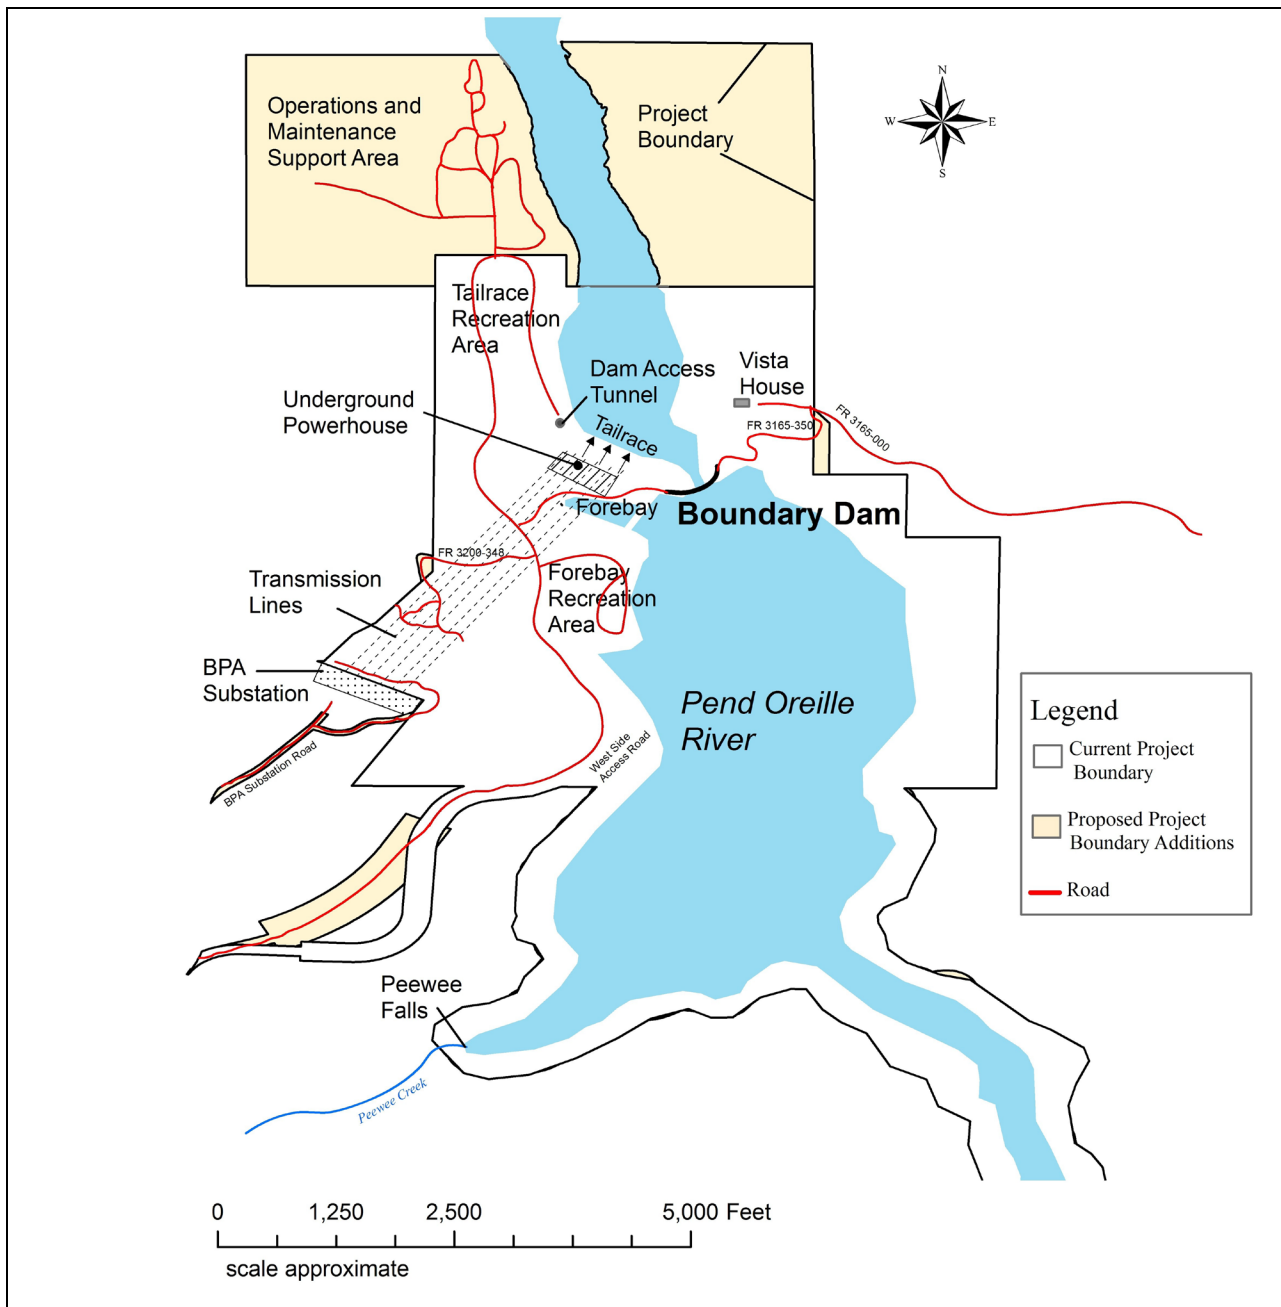 Operations and
Maintenance
Support Area
Project
Boundary
N
W
E
S
Tailrace
Recreation
Area
Dam Access
Tunnel
Vista
House
Underground
Powerhouse
Tailrace
FR 3165-350
FR 3165-000
Forebay
Boundary Dam
FR 3200-348
Transmission
Lines
Forebay
Recreation
Area
BPA
Substation
Pend Oreille
River
West Side
Access Road
BPA Substation Road
Legend
Current Project
Boundary
Proposed Project
Boundary Additions
Road
Peewee
Falls
Peewee Creek
0 1,250 2,500 5,000 Feet
scale approximate